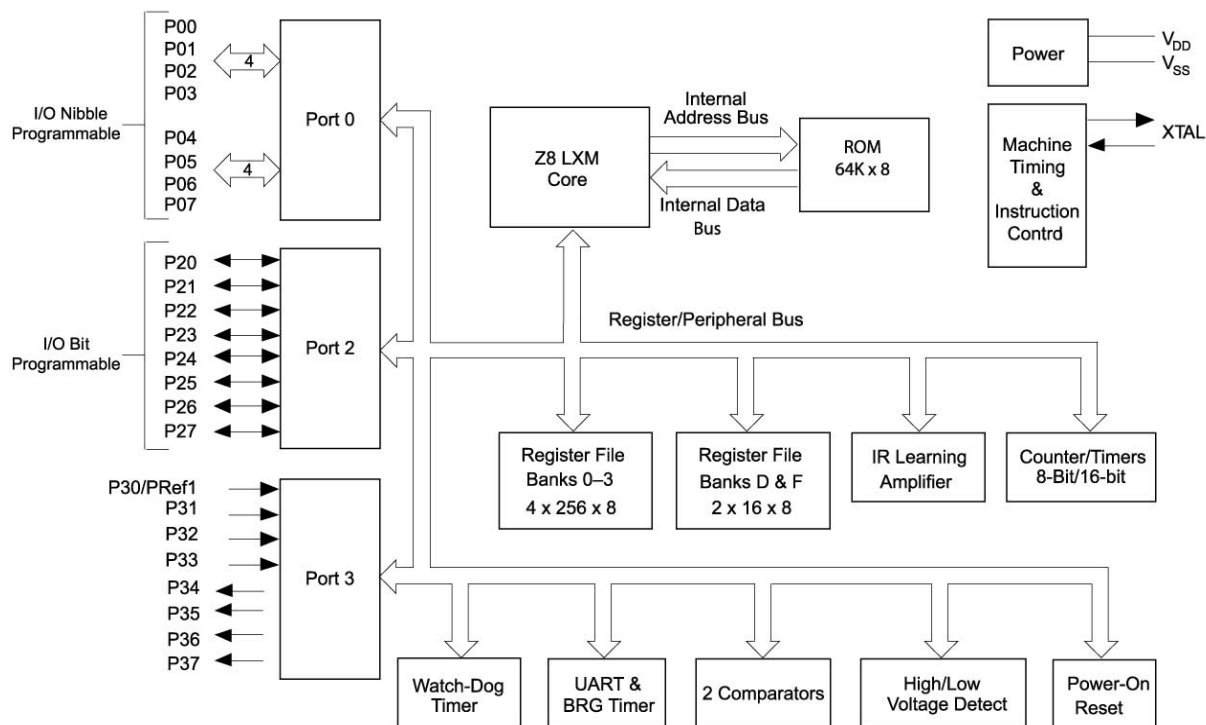 I/O Nibble
Programmable
P00
P01
P02
P03
P04
P05
P06
P07
4
4
Port 0
I/O Bit
Programmable
P20
P21
P22
P23
P24
P25
P26
P27
Port 2
P30/PRef1
P31
P32
P33
P34
P35
P36
P37
Port 3
Z8 LXM
Core
Internal
Address Bus
Internal Data
Bus
ROM
64K x 8
Power
VDD
VSS
Machine
Timing
&
Instruction
Contrd
XTAL
Register/Peripheral Bus
Register File
Banks 0–3
4 x 256 x 8
Register File
Banks D & F
2 x 16 x 8
IR Learning
Amplifier
Counter/Timers
8-Bit/16-bit
Watch-Dog
Timer
UART &
BRG Timer
2 Comparators
High/Low
Voltage Detect
Power-On
Reset